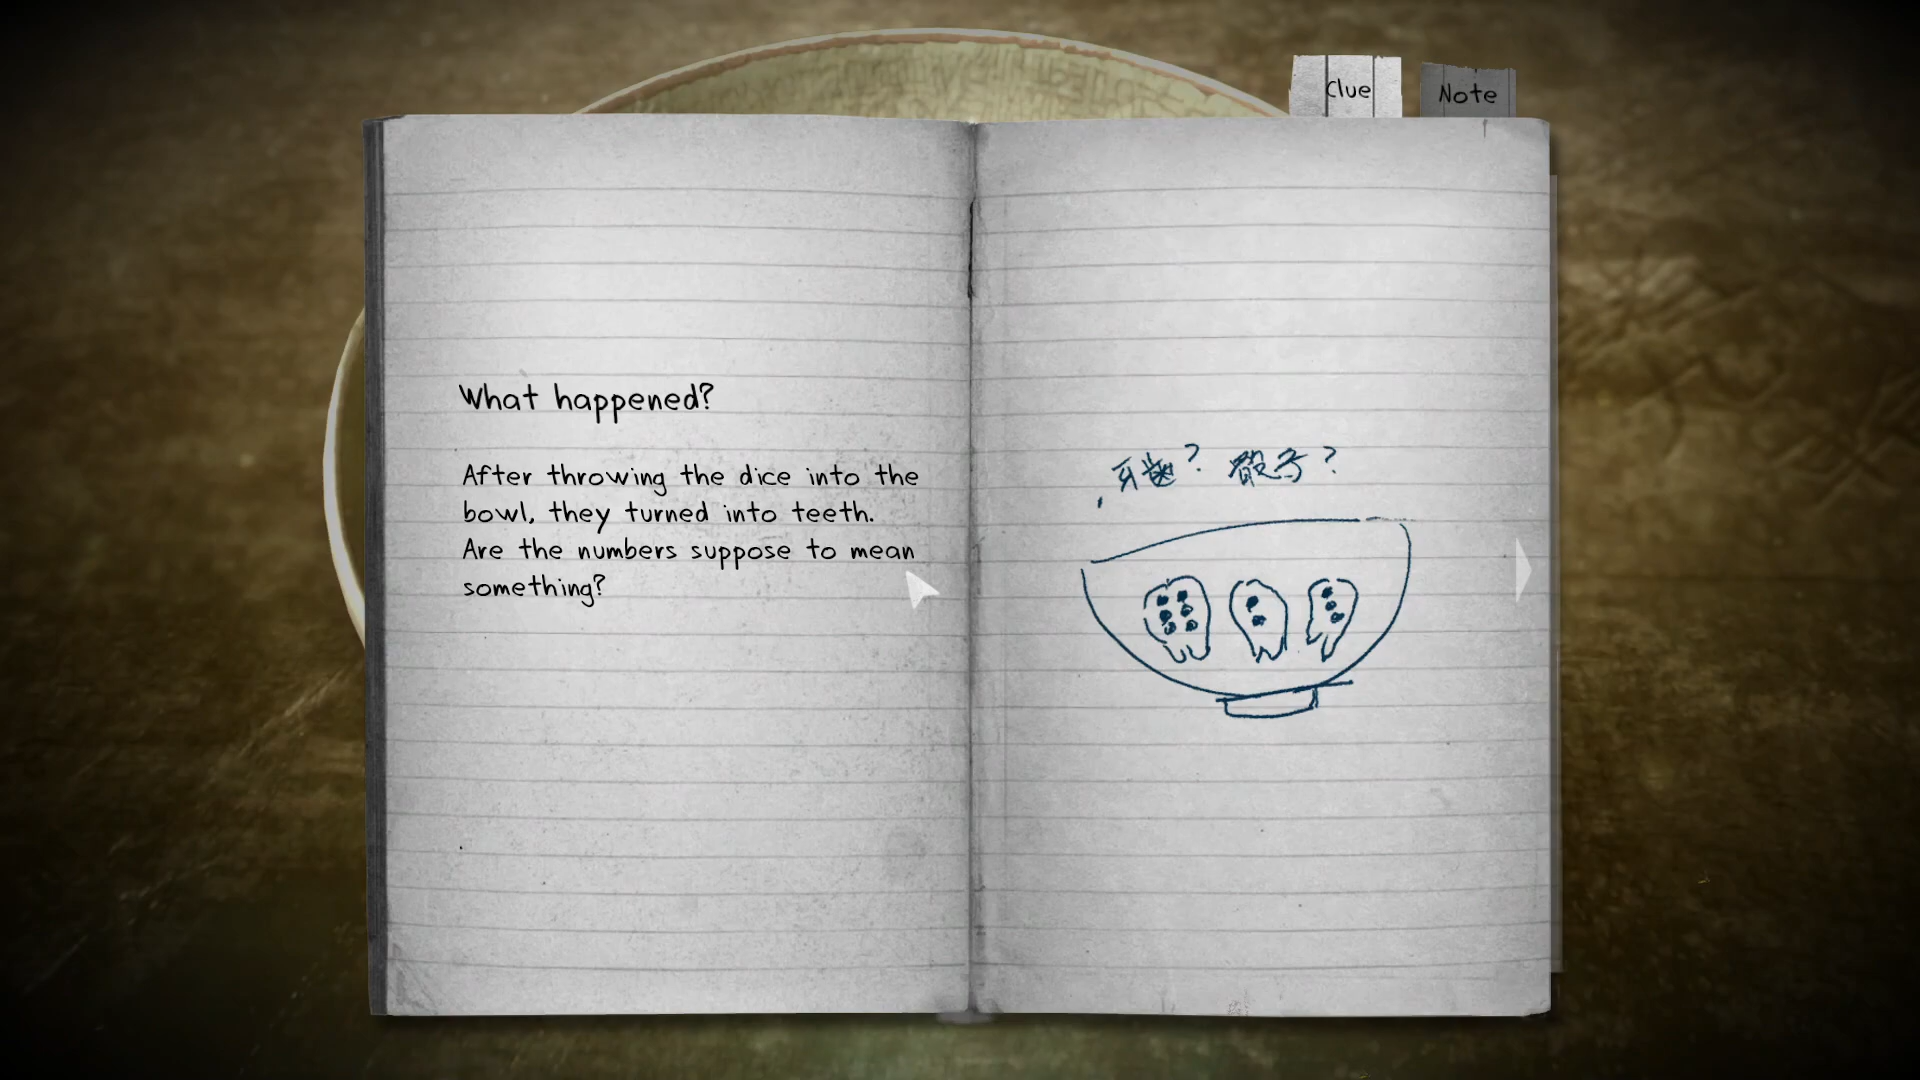 Clue
Note
What happened?
After throwing the dice into the
bowl, they turned into teeth.
Are the numbers suppose to mean
something?
牙齒? 骰子?